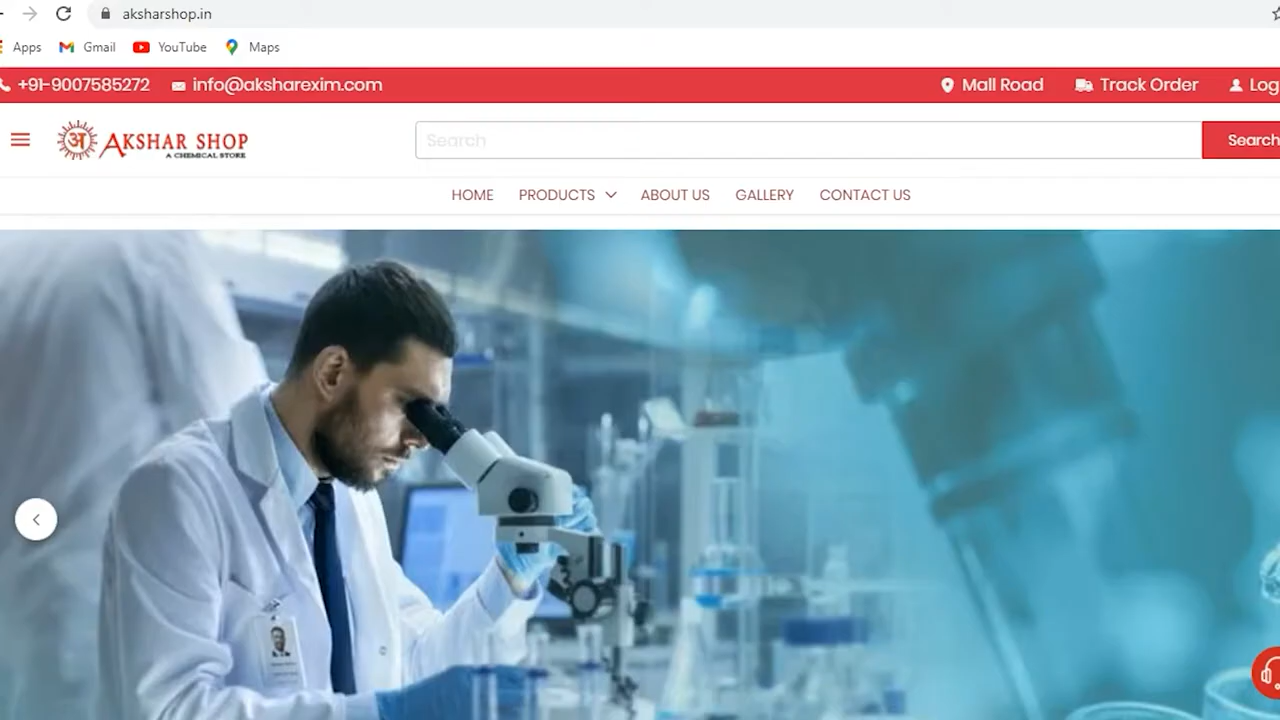 aksharshop.in
Apps Gmail YouTube Maps
+91-9007585272 info@aksharexim.com Mall Road Track Order Log
अ AKSHAR SHOP Search Search
A CHEMICAL STORE
HOME PRODUCTS ABOUT US GALLERY CONTACT US